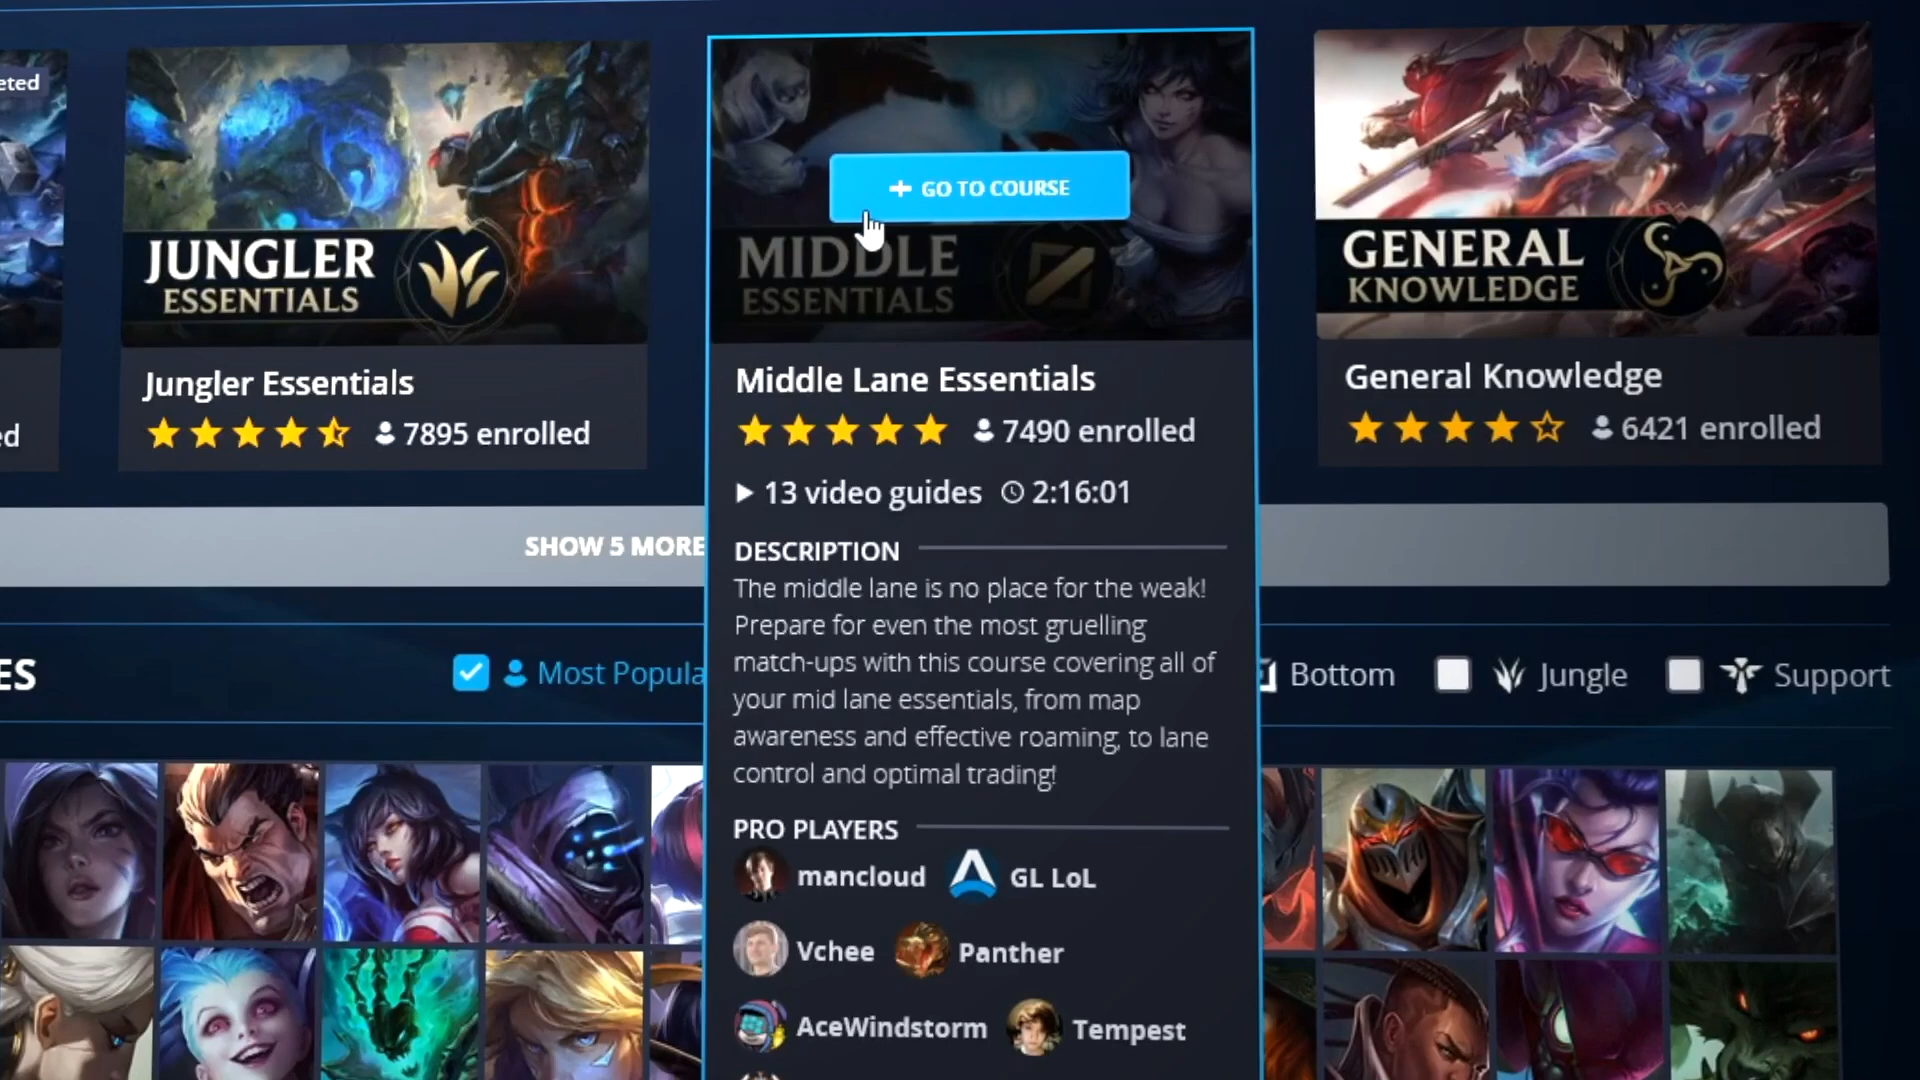 eted
JUNGLER
ESSENTIALS
Jungler Essentials
7895 enrolled
ed
GO TO COURSE
MIDDLE
ESSENTIALS
Middle Lane Essentials
7490 enrolled
13 video guides 2:16:01
DESCRIPTION
The middle lane is no place for the weak!
Prepare for even the most gruelling
match-ups with this course covering all of
your mid lane essentials, from map
awareness and effective roaming, to lane
control and optimal trading!
PRO PLAYERS
mancloud GL LoL
Vchee Panther
AceWindstorm Tempest
GENERAL
KNOWLEDGE
General Knowledge
6421 enrolled
SHOW 5 MORE
ES
Most Popula
Bottom Jungle Support